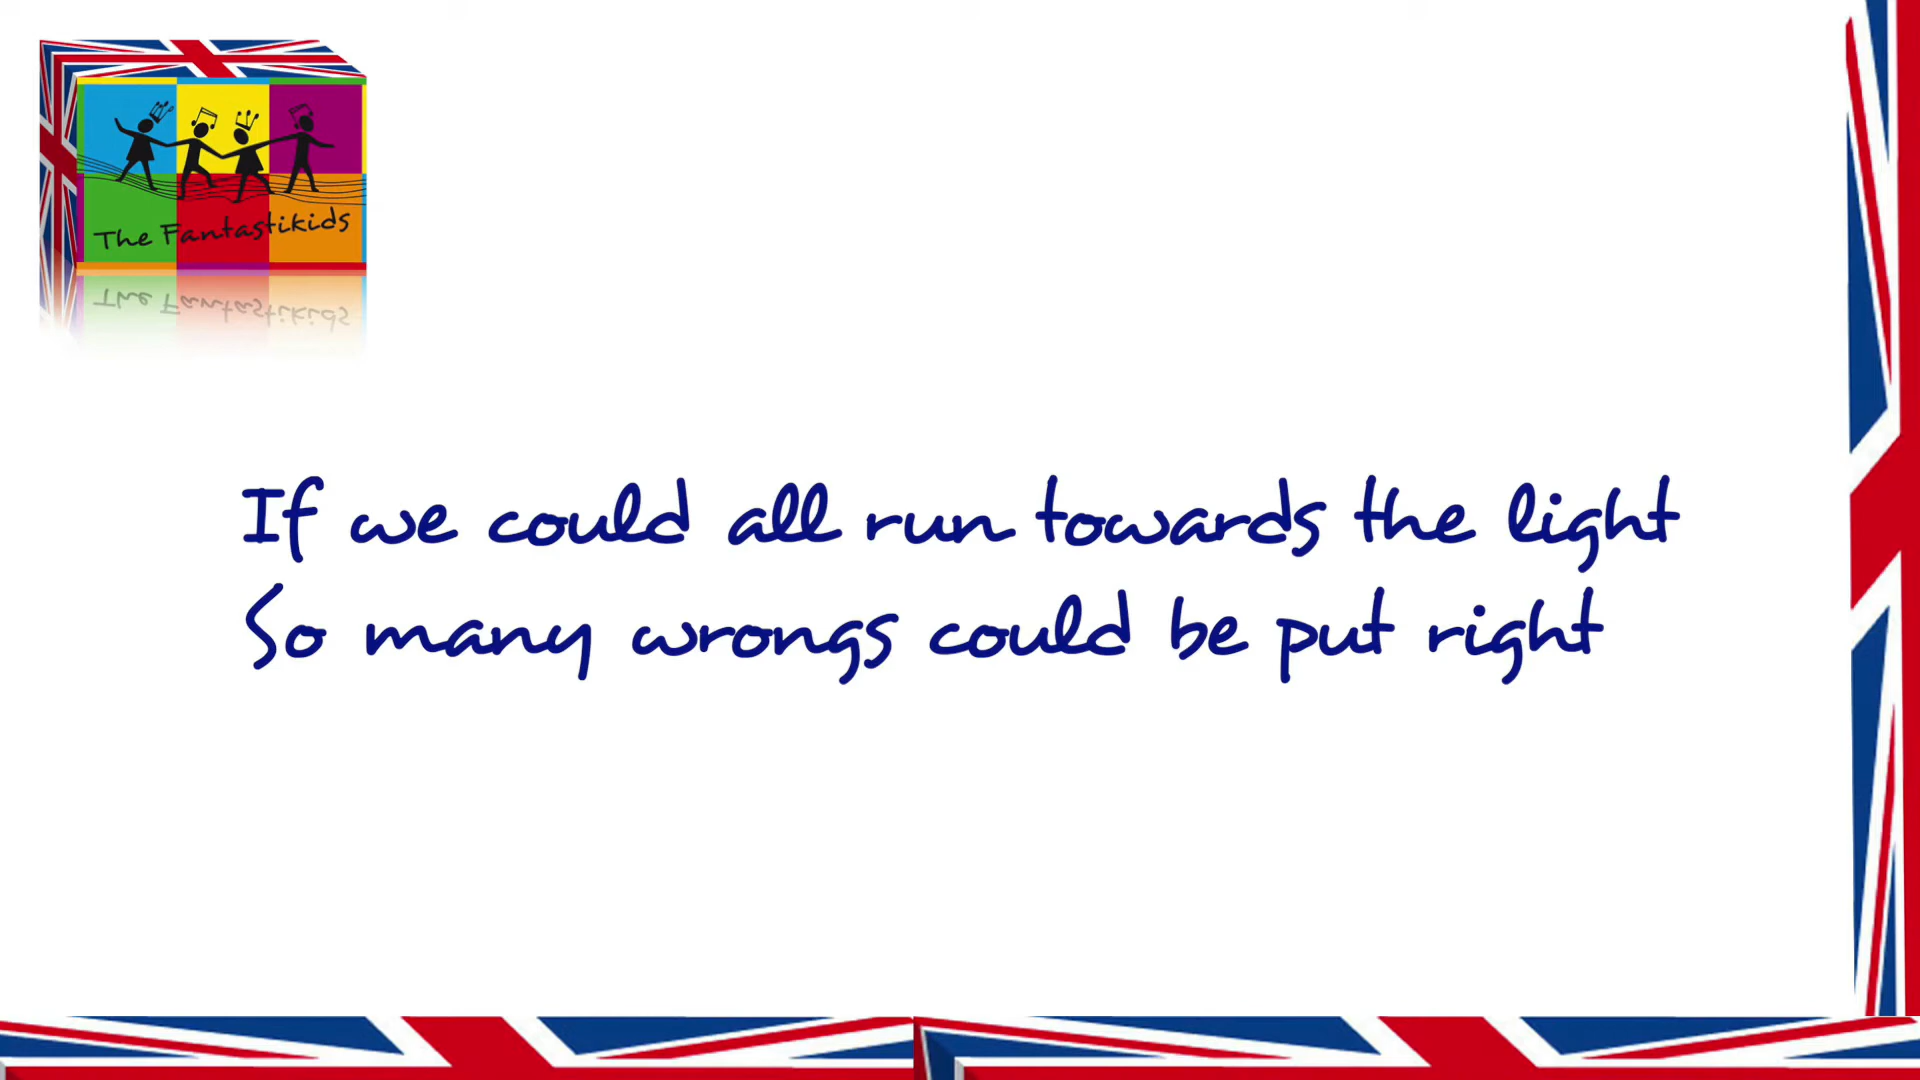 The Fantastikids
If we could all run towards the light
So many wrongs could be put right